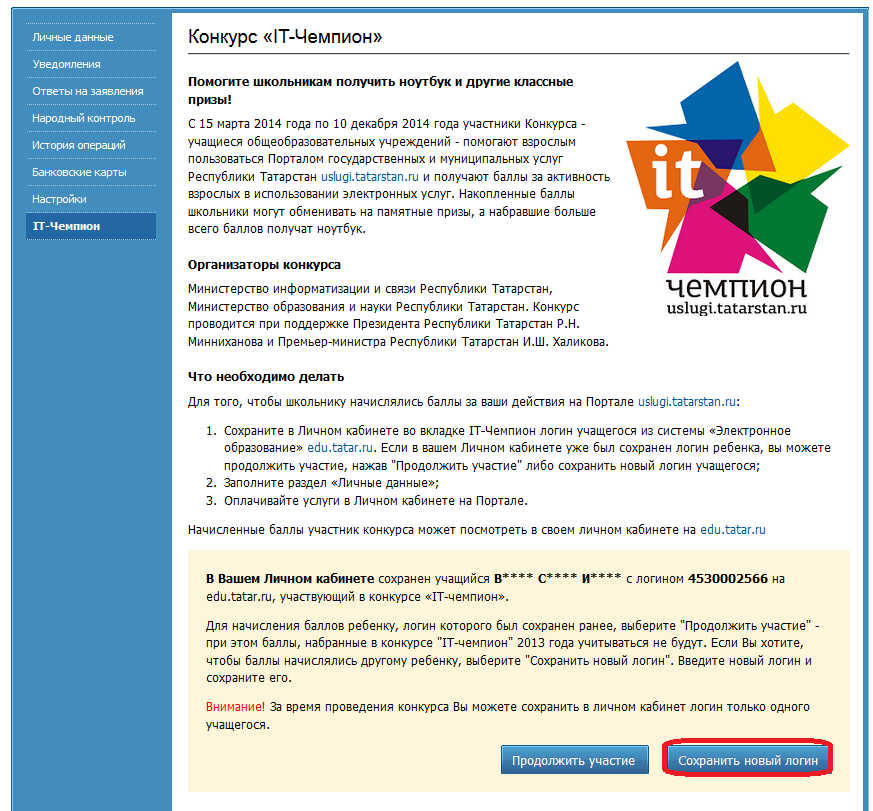 Личные данные
Уведомления
Ответы на заявления
Народный контроль
История операций
Банковские карты
Настройки
IT-Чемпион
Конкурс «IT-Чемпион»
Помогите школьникам получить ноутбук и другие классные
призы!
С 15 марта 2014 года по 10 декабря 2014 года участники Конкурса -
учащиеся общеобразовательных учреждений - помогают взрослым
пользоваться Порталом государственных и муниципальных услуг
Республики Татарстан uslugi.tatarstan.ru и получают баллы за активность
взрослых в использовании электронных услуг. Накопленные баллы
школьники могут обменивать на памятные призы, а набравшие больше
всего баллов получат ноутбук.
it
чемпион
uslugi.tatarstan.ru
Организаторы конкурса
Министерство информатизации и связи Республики Татарстан,
Министерство образования и науки Республики Татарстан. Конкурс
проводится при поддержке Президента Республики Татарстан Р.Н.
Минниханова и Премьер-министра Республики Татарстан И.Ш. Халикова.
Что необходимо делать
Для того, чтобы школьнику начислялись баллы за ваши действия на Портале uslugi.tatarstan.ru:
1. Сохраните в Личном кабинете во вкладке IT-Чемпион логин учащегося из системы «Электронное
образование» edu.tatar.ru. Если в вашем Личном кабинете уже был сохранен логин ребенка, вы можете
продолжить участие, нажав "Продолжить участие" либо сохранить новый логин учащегося;
2. Заполните раздел «Личные данные»;
3. Оплачивайте услуги в Личном кабинете на Портале.
Начисленные баллы участник конкурса может посмотреть в своем личном кабинете на edu.tatar.ru
В Вашем Личном кабинете сохранен учащийся В**** С**** И**** с логином 4530002566 на
edu.tatar.ru, участвующий в конкурсе «IT-чемпион».
Для начисления баллов ребенку, логин которого был сохранен ранее, выберите "Продолжить участие" -
при этом баллы, набранные в конкурсе "IT-чемпион" 2013 года учитываться не будут. Если Вы хотите,
чтобы баллы начислялись другому ребенку, выберите "Сохранить новый логин". Введите новый логин и
сохраните его.
Внимание! За время проведения конкурса Вы можете сохранить в личном кабинет логин только одного
учащегося.
Продолжить участие
Сохранить новый логин